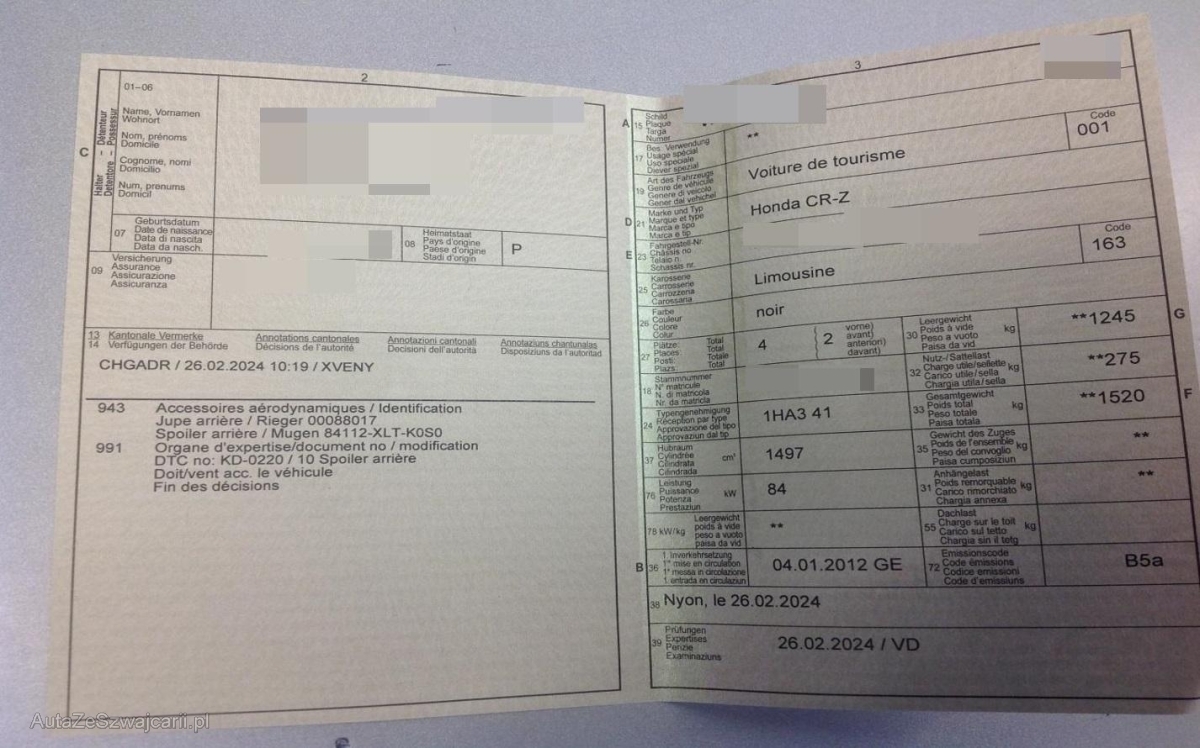 2
01–06
C
Halter – Détenteur
Detentore – Possessur
Name, Vornamen
Wohnort
Nom, prénoms
Domicile
Cognome, nomi
Domicilio
Num, prenums
Domicil
07
Geburtsdatum
Date de naissance
Data di nascita
Data da nasch.
08
Heimatstaat
Pays d'origine
Paese d'origine
Stadi d'origin
P
09
Versicherung
Assurance
Assicurazione
Assicuranza
13 Kantonale Vermerke Annotations cantonales Annotazioni cantonali Annotaziuns chantunalas
14 Verfügungen der Behörde Décisions de l'autorité Decisioni dell'autorità Disposiziuns da l'autoritad
CHGADR / 26.02.2024 10:19 / XVENY
943 Accessoires aérodynamiques / Identification
Jupe arrière / Rieger 00088017
Spoiler arrière / Mugen 84112-XLT-K0S0
991 Organe d'expertise/document no / modification
DTC no: KD-0220 / 10 Spoiler arrière
Doit/vent acc. le véhicule
Fin des décisions
3
A 15
Schild
Plaque
Targa
Numer
**
17
Bes. Verwendung
Usage spécial
Uso speciale
Diever spezial
**
19
Art des Fahrzeugs
Genre de véhicule
Genere di veicolo
Gener dal vehichel
Voiture de tourisme
Code
001
D 21
Marke und Typ
Marque et type
Marca e tipo
Marca e tip
Honda CR-Z
E 23
Fahrgestell-Nr.
Châssis no
Telaio n.
Schassis nr.
25
Karosserie
Carrosserie
Carrozzeria
Carossaria
Limousine
Code
163
26
Farbe
Couleur
Colore
Colur
noir
27
Plätze: Total
Places: Total
Posti: Totale
Plazs: Total
4
2
vorne)
avant)
anteriori)
davant)
30
Leergewicht
Poids à vide
Peso a vuoto
Paisa da vid
kg
**1245
G
18
Stammnummer
N° matricule
N. di matricola
Nr. da matricla
32
Nutz-/Sattellast
Charge utile/sellette
Carico utile/sella
Chargia utila/sella
kg
**275
24
Typengenehmigung
Réception par type
Approvazione del tipo
Approvaziun dal tip
1HA3 41
33
Gesamtgewicht
Poids total
Peso totale
Paisa totala
kg
**1520
F
37
Hubraum
Cylindrée
Cilindrata
Cilindrada
cm³
1497
35
Gewicht des Zuges
Poids de l'ensemble
Peso del convoglio
Paisa cumposiziun
kg
**
76
Leistung
Puissance
Potenza
Prestaziun
kW
84
31
Anhängelast
Poids remorquable
Carico rimorchiato
Chargia annexa
kg
**
78 kW/kg
Leergewicht
poids à vide
peso a vuoto
paisa da vid
**
55
Dachlast
Charge sur le toit
Carico sul tetto
Chargia sin il tetg
kg
B 36
1. Inverkehrsetzung
1re mise en circulation
1a messa in circolazione
1. entrada en circulaziun
04.01.2012 GE
72
Emissionscode
Code émissions
Codice emissioni
Code d'emissiuns
B5a
38 Nyon, le 26.02.2024
39
Prüfungen
Expertises
Perizie
Examinaziuns
26.02.2024 / VD
AutaZeSzwajcarii.pl